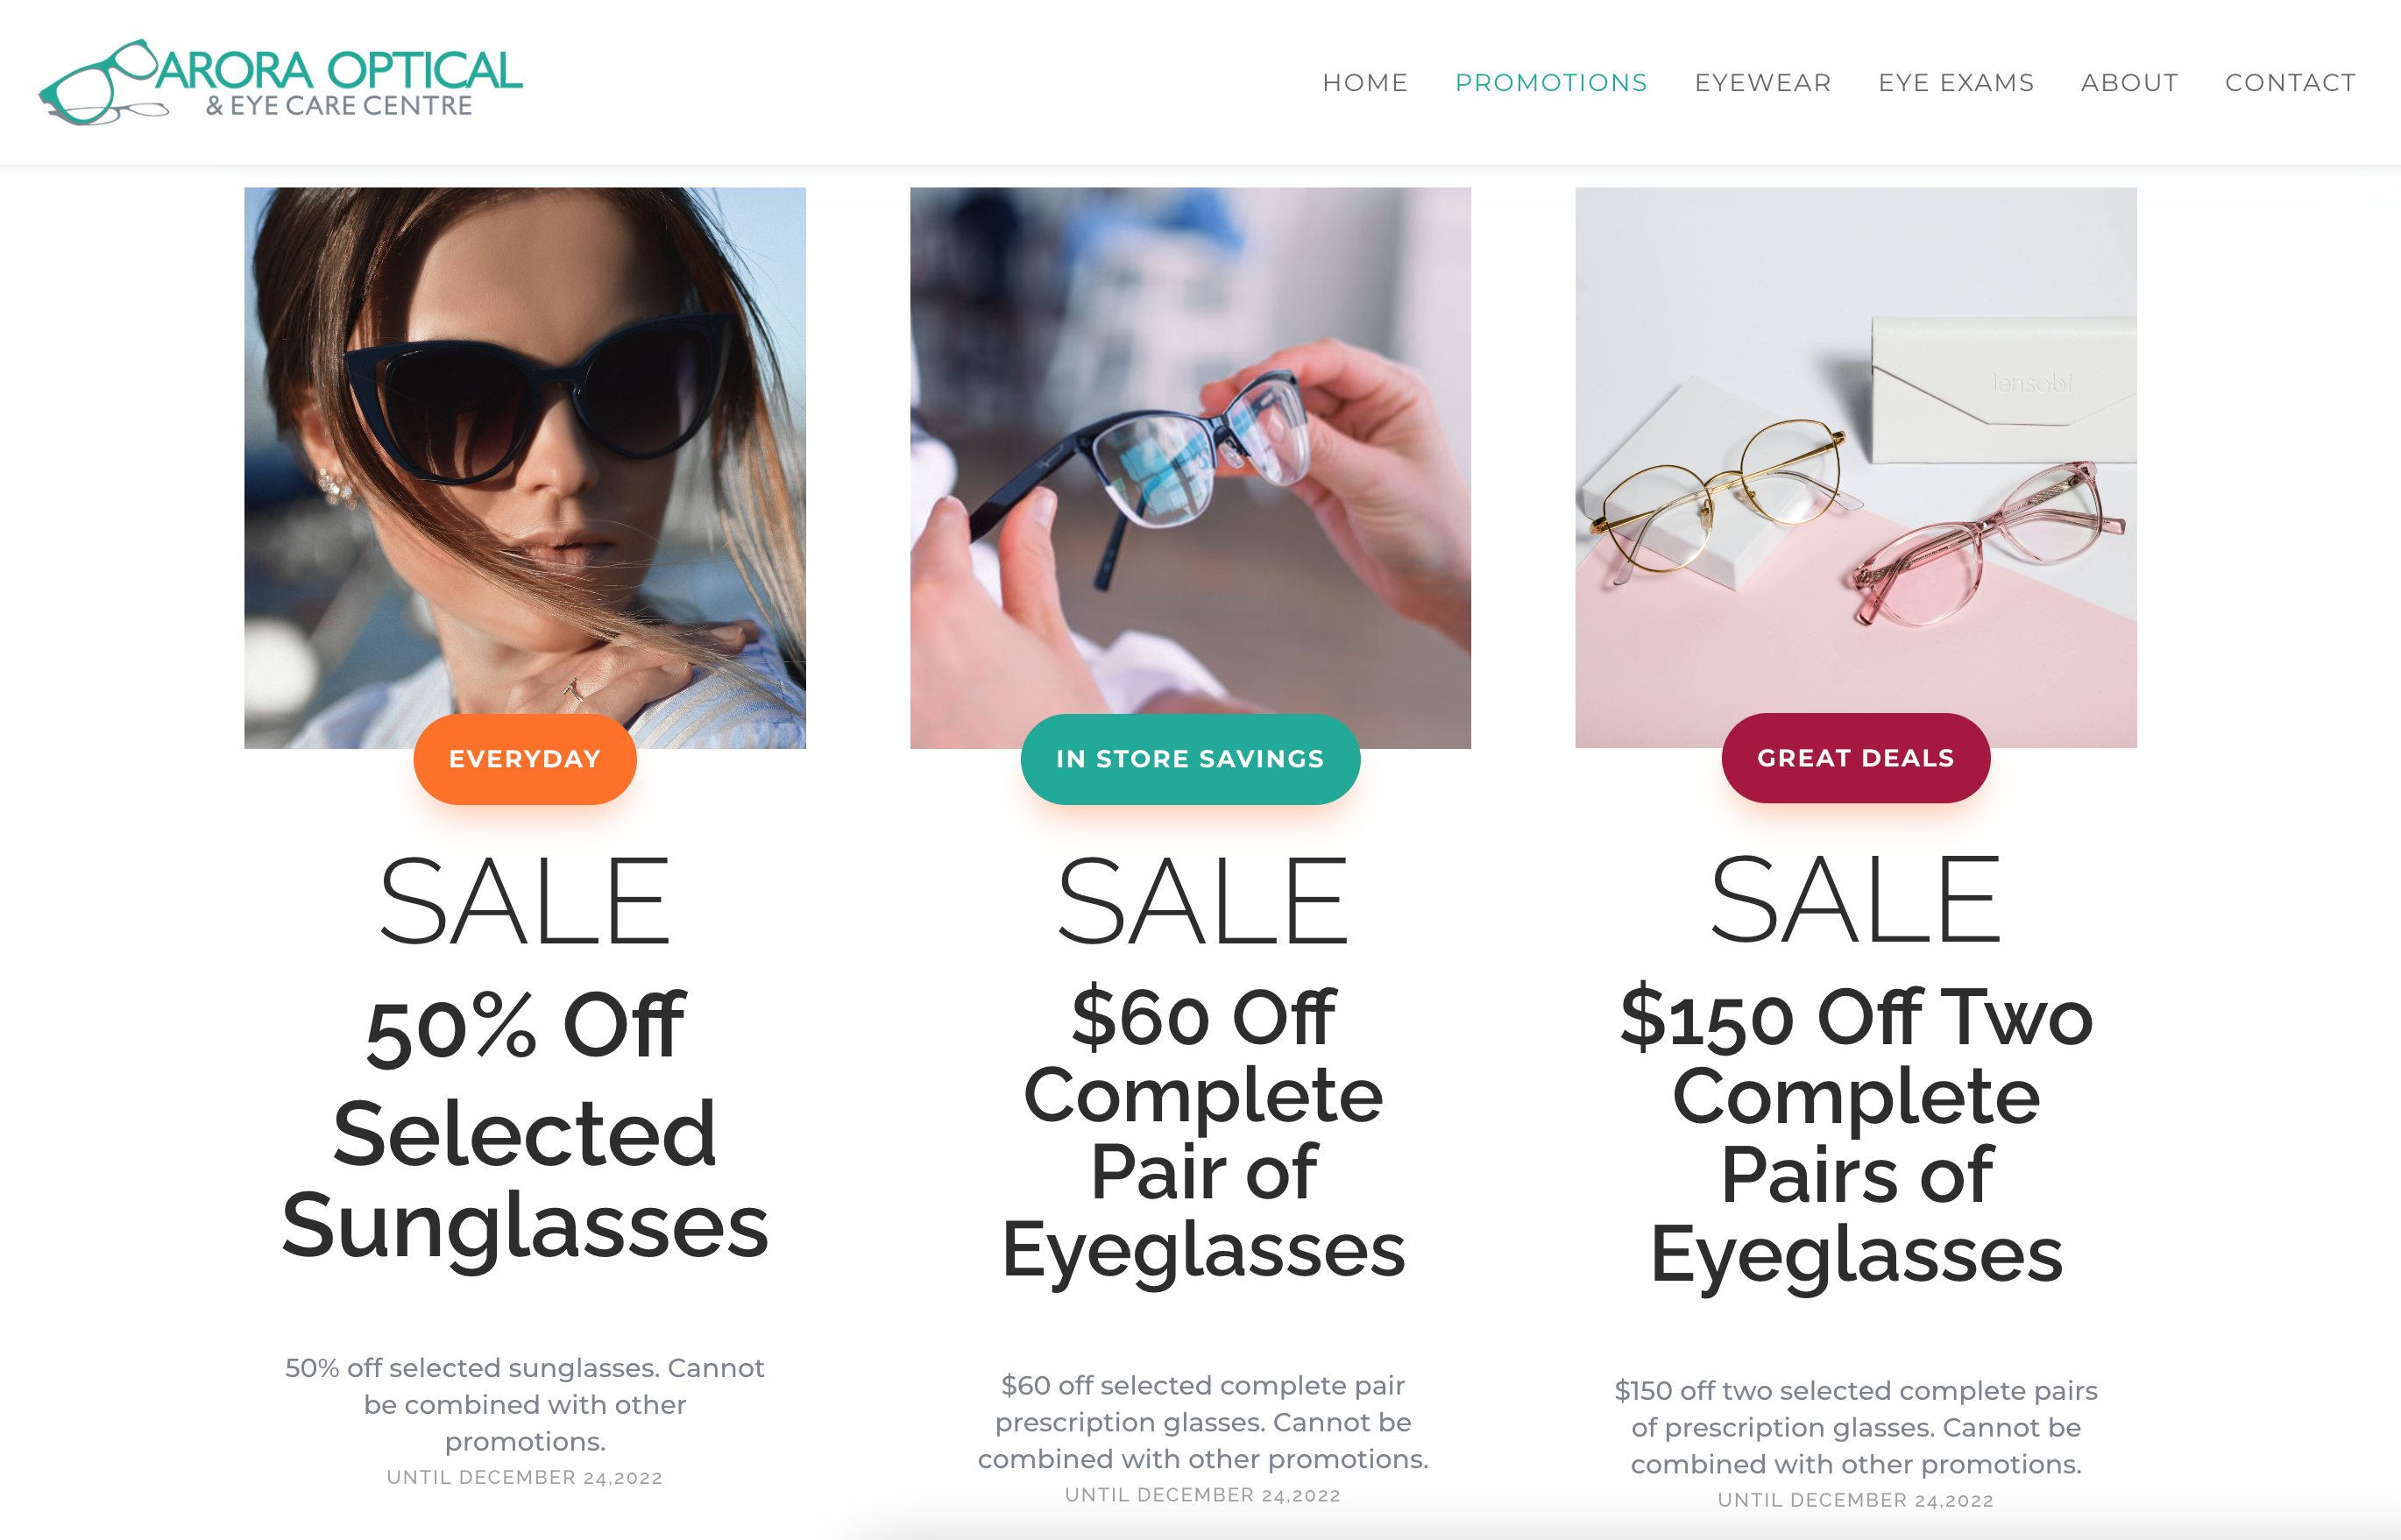 ARORA OPTICAL
& EYE CARE CENTRE
HOME PROMOTIONS EYEWEAR EYE EXAMS ABOUT CONTACT
EVERYDAY
SALE
50% Off
Selected
Sunglasses
50% off selected sunglasses. Cannot
be combined with other
promotions.
UNTIL DECEMBER 24,2022
IN STORE SAVINGS
SALE
$60 Off
Complete
Pair of
Eyeglasses
$60 off selected complete pair
prescription glasses. Cannot be
combined with other promotions.
UNTIL DECEMBER 24,2022
lensabl
GREAT DEALS
SALE
$150 Off Two
Complete
Pairs of
Eyeglasses
$150 off two selected complete pairs
of prescription glasses. Cannot be
combined with other promotions.
UNTIL DECEMBER 24,2022